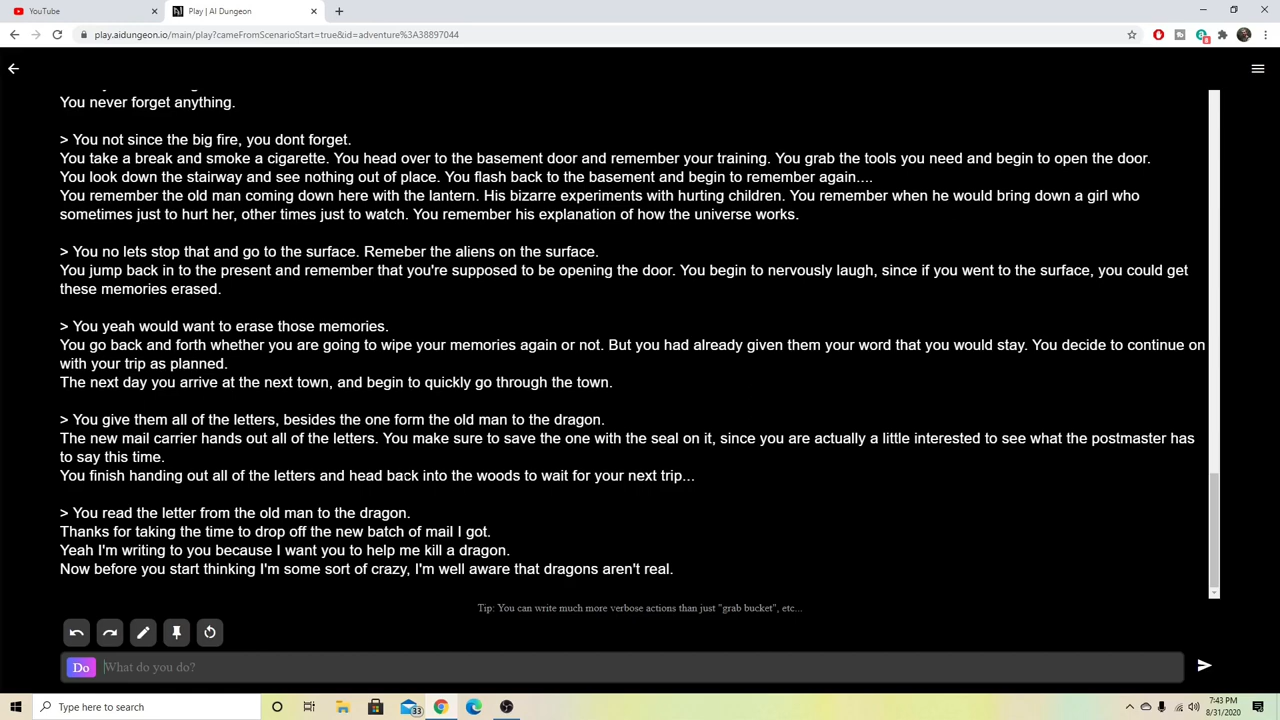 YouTube
Play | AI Dungeon
play.aidungeon.io/main/play?cameFromScenarioStart=true&id=adventure%3A38897044
8
You never forget anything.
> You not since the big fire, you dont forget.
You take a break and smoke a cigarette. You head over to the basement door and remember your training. You grab the tools you need and begin to open the door.
You look down the stairway and see nothing out of place. You flash back to the basement and begin to remember again....
You remember the old man coming down here with the lantern. His bizarre experiments with hurting children. You remember when he would bring down a girl who
sometimes just to hurt her, other times just to watch. You remember his explanation of how the universe works.
> You no lets stop that and go to the surface. Remeber the aliens on the surface.
You jump back in to the present and remember that you're supposed to be opening the door. You begin to nervously laugh, since if you went to the surface, you could get
these memories erased.
> You yeah would want to erase those memories.
You go back and forth whether you are going to wipe your memories again or not. But you had already given them your word that you would stay. You decide to continue on
with your trip as planned.
The next day you arrive at the next town, and begin to quickly go through the town.
> You give them all of the letters, besides the one form the old man to the dragon.
The new mail carrier hands out all of the letters. You make sure to save the one with the seal on it, since you are actually a little interested to see what the postmaster has
to say this time.
You finish handing out all of the letters and head back into the woods to wait for your next trip...
> You read the letter from the old man to the dragon.
Thanks for taking the time to drop off the new batch of mail I got.
Yeah I'm writing to you because I want you to help me kill a dragon.
Now before you start thinking I'm some sort of crazy, I'm well aware that dragons aren't real.
Tip: You can write much more verbose actions than just "grab bucket", etc...
Do What do you do?
Type here to search
33
7:43 PM
8/31/2020